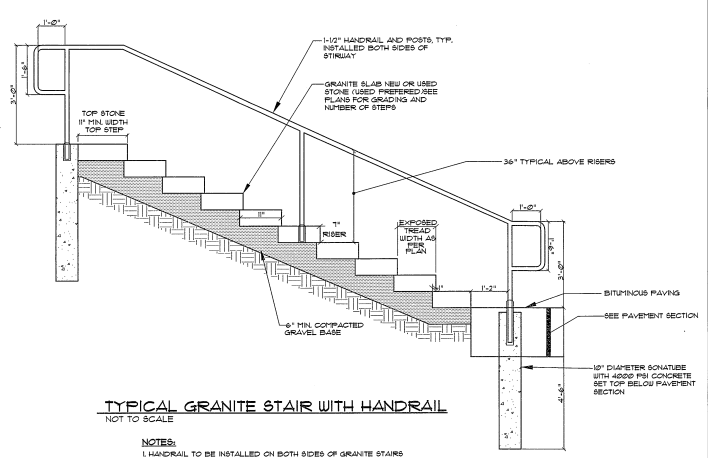 1'-0"
1-1/2" HANDRAIL AND POSTS, TYP.
INSTALLED BOTH SIDES OF
STIRWAY
1'-6"
3'-0"
GRANITE SLAB NEW OR USED
STONE (USED PREFERED)SEE
PLANS FOR GRADING AND
NUMBER OF STEPS
TOP STONE
11" MIN. WIDTH
TOP STEP
36" TYPICAL ABOVE RISERS
1'-0"
11"
7"
RISER
EXPOSED
TREAD
WIDTH AS
PER
PLAN
1'-6"
3'-0"
1"
1'-2"
BITUMINOUS PAVING
SEE PAVEMENT SECTION
6" MIN. COMPACTED
GRAVEL BASE
10" DIAMETER SONATUBE
WITH 4000 PSI CONCRETE
SET TOP BELOW PAVEMENT
SECTION
4'-6"
TYPICAL GRANITE STAIR WITH HANDRAIL
NOT TO SCALE
NOTES:
1. HANDRAIL TO BE INSTALLED ON BOTH SIDES OF GRANITE STAIRS